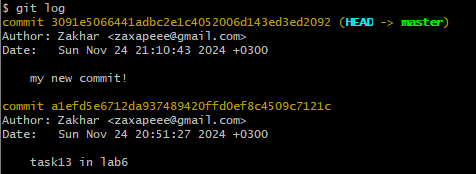 $ git log
commit 3091e5066441adbc2e1c4052006d143ed3ed2092 (HEAD -> master)
Author: Zakhar <zaxapeee@gmail.com>
Date:   Sun Nov 24 21:10:43 2024 +0300
my new commit!
commit a1efd5e6712da937489420ffd0ef8c4509c7121c
Author: Zakhar <zaxapeee@gmail.com>
Date:   Sun Nov 24 20:51:27 2024 +0300
task13 in lab6